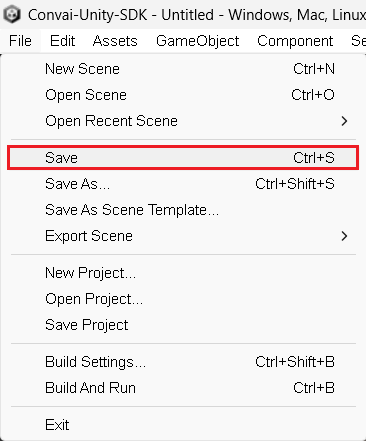 Convai-Unity-SDK - Untitled - Windows, Mac, Linux
File Edit Assets GameObject Component Se
New Scene Ctrl+N
Open Scene Ctrl+O
Open Recent Scene
Save Ctrl+S
Save As... Ctrl+Shift+S
Save As Scene Template...
Export Scene
New Project...
Open Project...
Save Project
Build Settings... Ctrl+Shift+B
Build And Run Ctrl+B
Exit